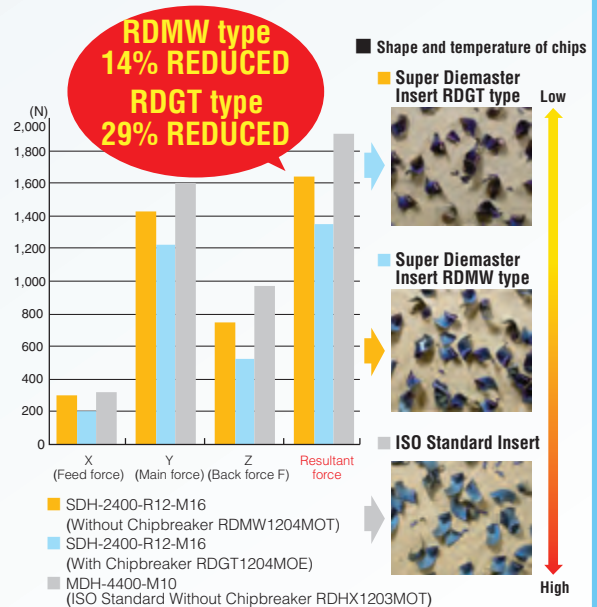 RDMW type
14% REDUCED
RDGT type
29% REDUCED
(N)
2,000
1,800
1,600
1,400
1,200
1,000
800
600
400
200
0
X
(Feed force)
Y
(Main force)
Z
(Back force F)
Resultant
force
SDH-2400-R12-M16
(Without Chipbreaker RDMW1204MOT)
SDH-2400-R12-M16
(With Chipbreaker RDGT1204MOE)
MDH-4400-M10
(ISO Standard Without Chipbreaker RDHX1203MOT)
Shape and temperature of chips
Super Diemaster
Insert RDGT type
Low
Super Diemaster
Insert RDMW type
ISO Standard Insert
High